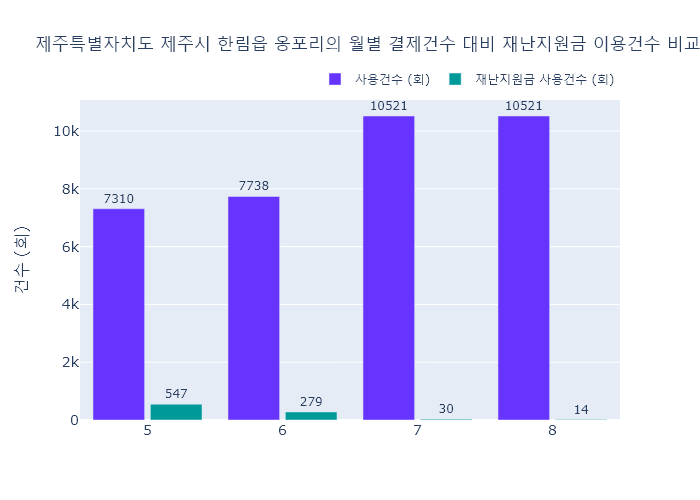 제주특별자치도 제주시 한림읍 옹포리의 월별 결제건수 대비 재난지원금 이용건수 비교
사용건수 (회) 재난지원금 사용건수 (회)
10521 10521
10k
7310 7738
8k
건수 (회)
6k
4k
2k
547 279 30 14
0
5 6 7 8